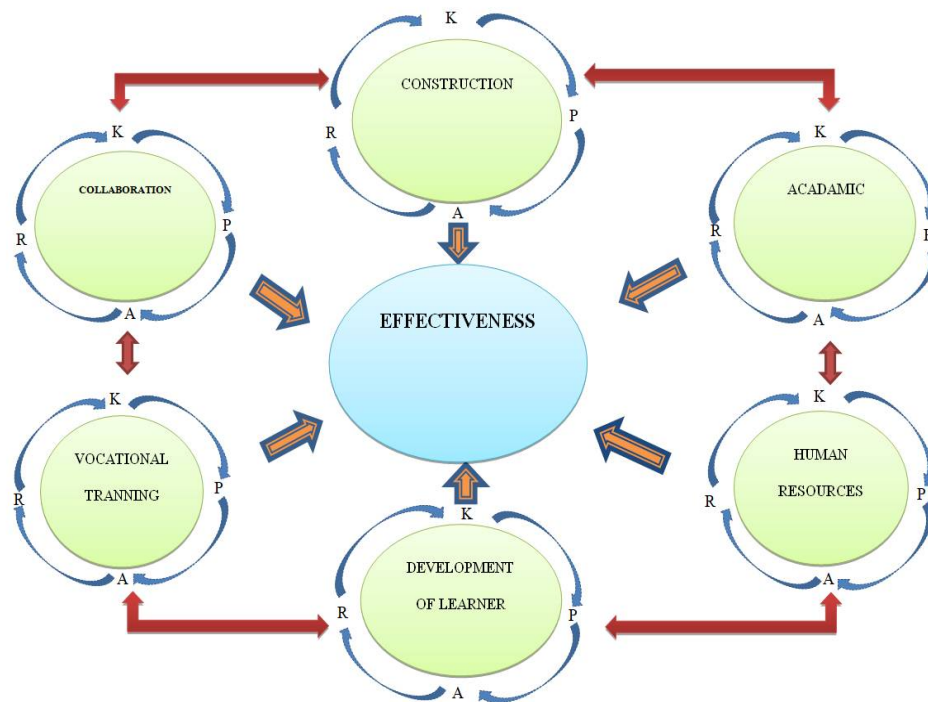 K
CONSTRUCTION
R
P
A
K
COLLABORATION
R
P
A
K
ACADAMIC
R
P
A
EFFECTIVENESS
K
VOCATIONAL
TRANNING
R
P
A
K
HUMAN
RESOURCES
R
P
A
K
DEVELOPMENT
OF LEARNER
R
P
A